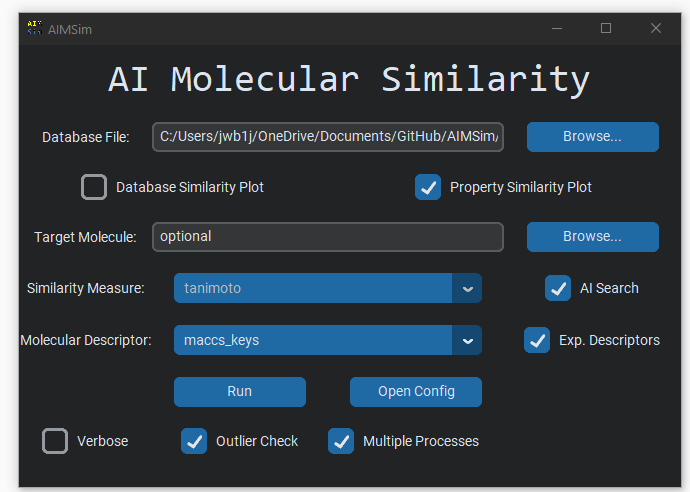 AI Sim AIMSim
AI Molecular Similarity
Database File: C:/Users/jwb1j/OneDrive/Documents/GitHub/AIMSim/ Browse...
Database Similarity Plot Property Similarity Plot
Target Molecule: optional Browse...
Similarity Measure: tanimoto AI Search
Molecular Descriptor: maccs_keys Exp. Descriptors
Run Open Config
Verbose Outlier Check Multiple Processes